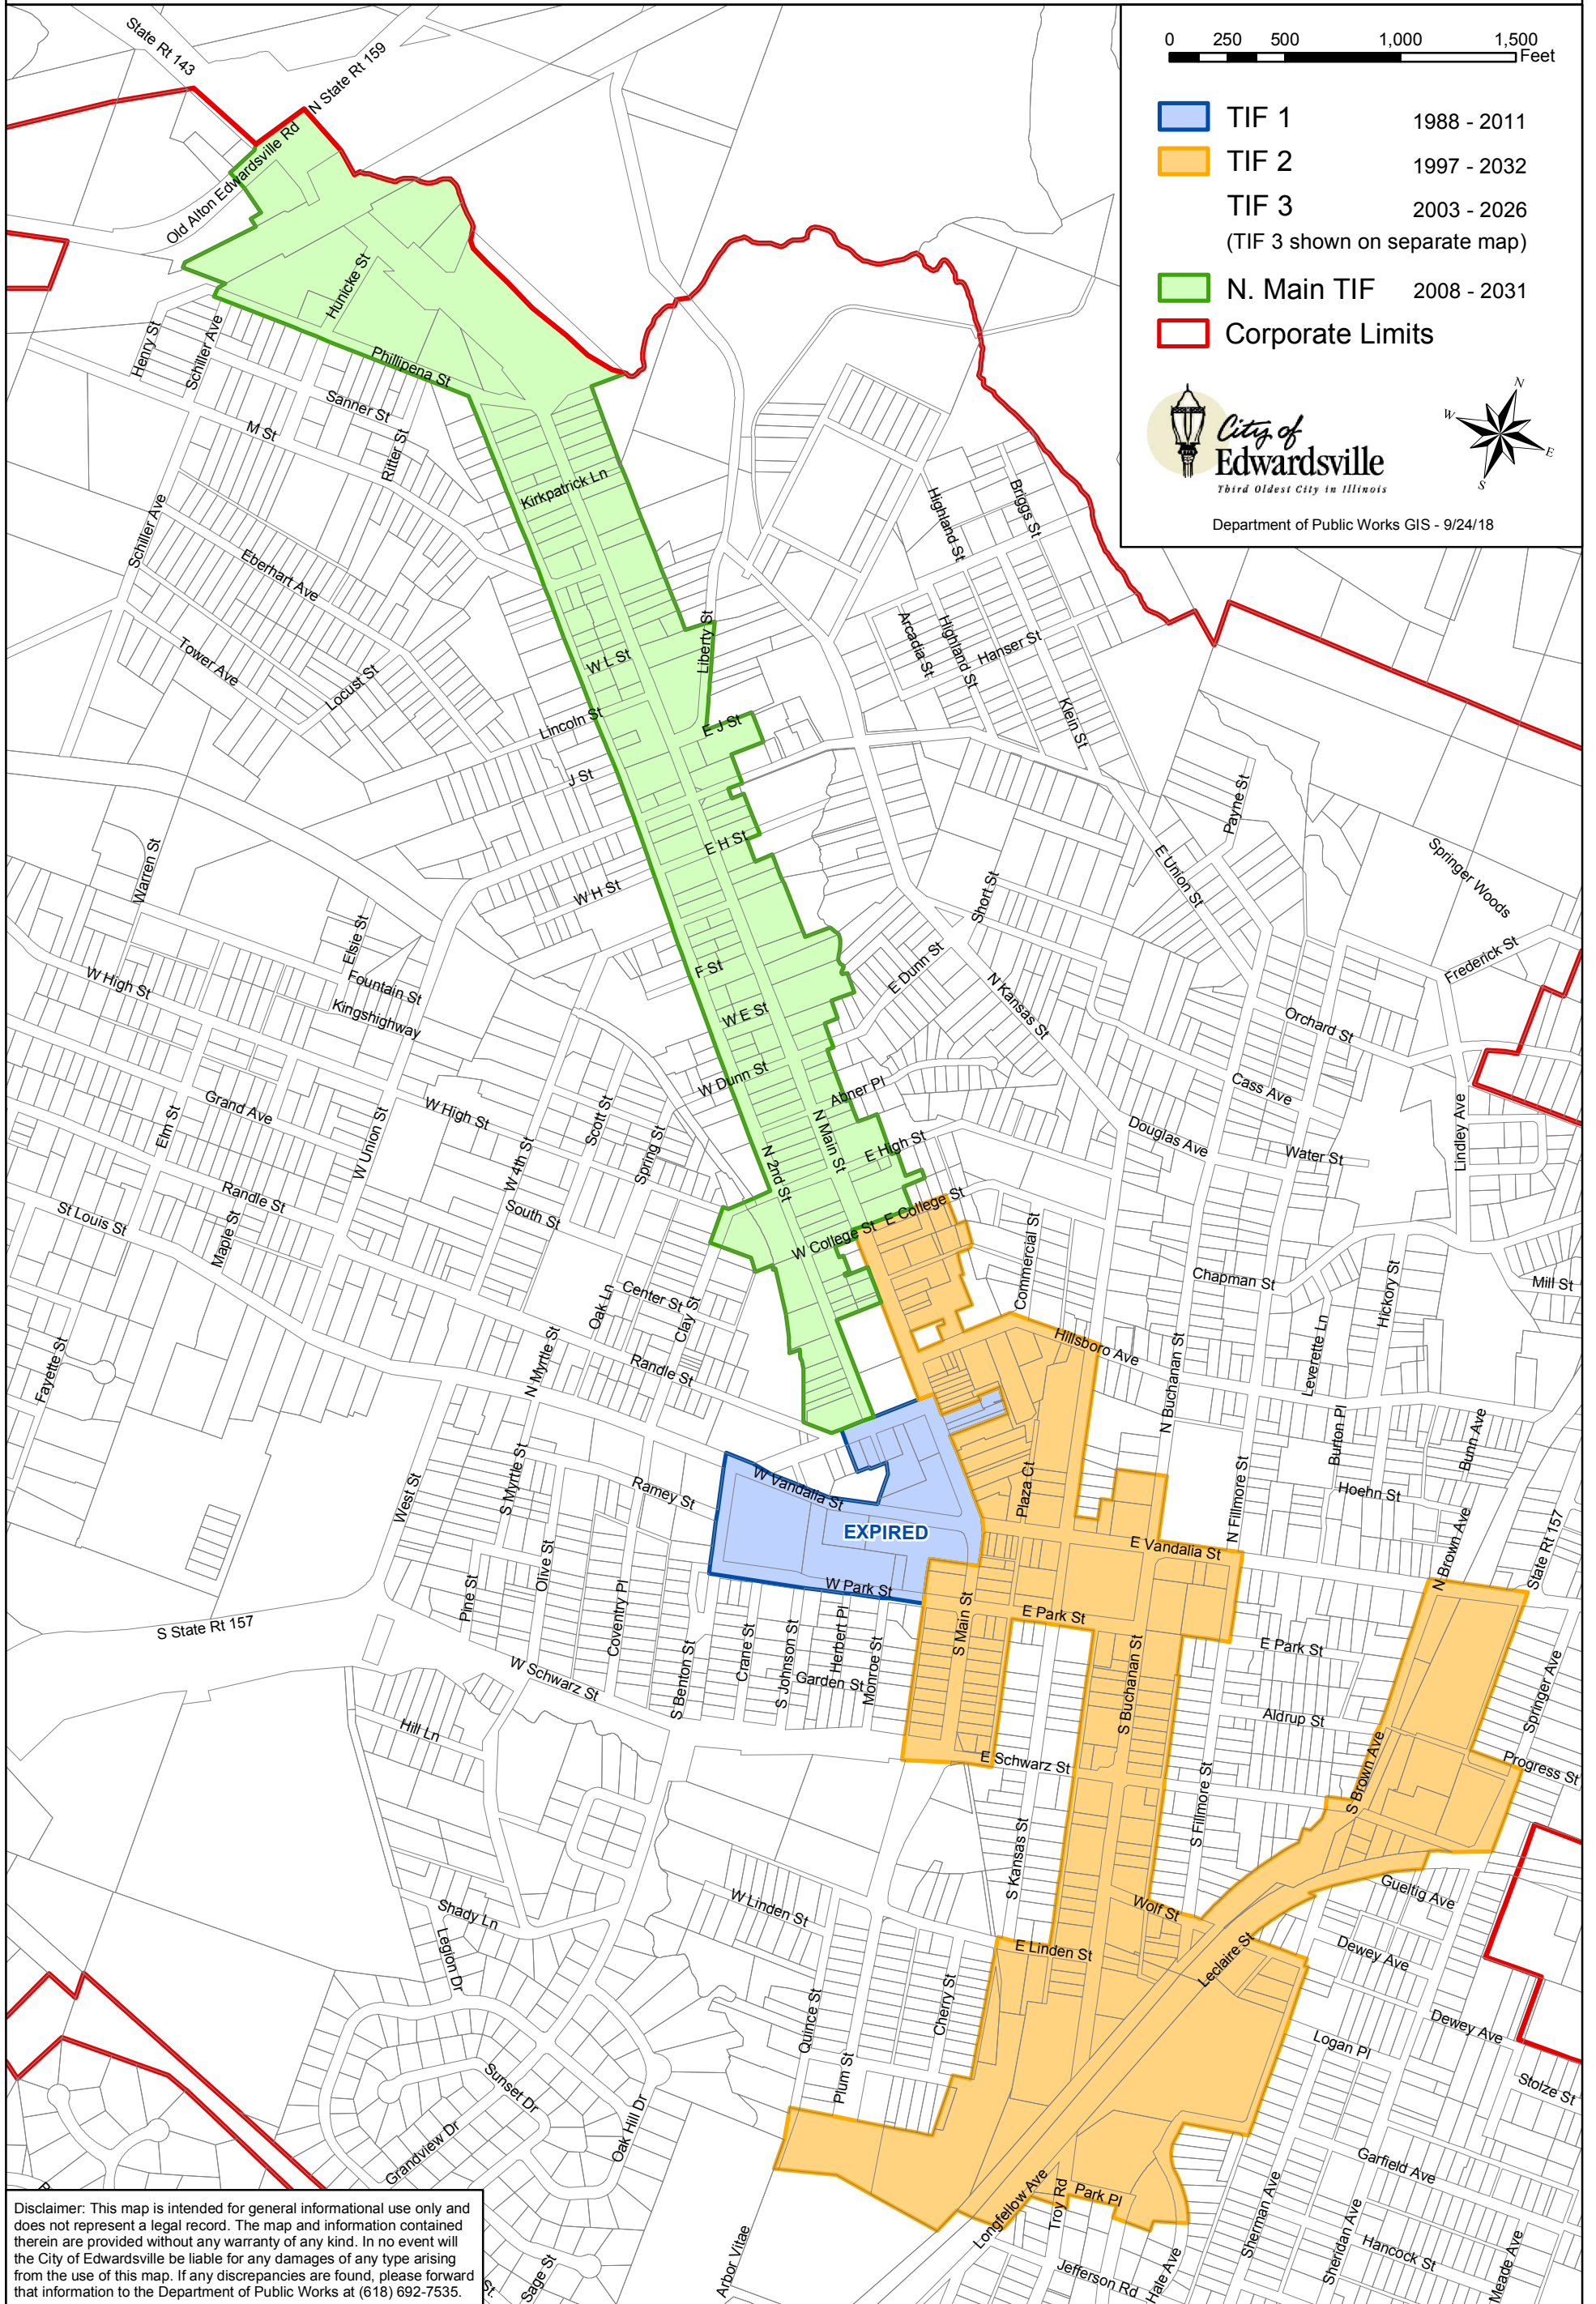 0 250 500 1,000 1,500
Feet
TIF 1 1988 - 2011
TIF 2 1997 - 2032
TIF 3 2003 - 2026
(TIF 3 shown on separate map)
N. Main TIF 2008 - 2031
Corporate Limits
City of
Edwardsville
Third Oldest City in Illinois
N
W
E
S
Department of Public Works GIS - 9/24/18
State Rt 143
N State Rt 159
Old Alton Edwardsville Rd
Hunicke St
Henry St
Schiller Ave
Phillipena St
Sanner St
M St
Ritter St
Kirkpatrick Ln
Highland St
Briggs St
Schiller Ave
Eberhart Ave
Tower Ave
Locust St
W L St
Liberty St
Arcadia St
Highland St
Hanser St
Klein St
Lincoln St
E J St
J St
Payne St
E H St
W H St
Warren St
Elsie St
Short St
E Union St
Springer Woods
Frederick St
W High St
Fountain St
Kingshighway
F St
W E St
E Dunn St
N Kansas St
Orchard St
Grand Ave
Elm St
W High St
W Union St
W 4th St
Scott St
Spring St
W Dunn St
Abner Pl
N Main St
N 2nd St
E High St
Cass Ave
Douglas Ave
Water St
Lindley Ave
Randle St
St Louis St
Maple St
South St
W College St
E College St
Commercial St
Chapman St
Mill St
Hickory St
Leverette Ln
Oak Ln
Center St
Clay St
N Myrtle St
Randle St
Fayette St
Hillsboro Ave
N Buchanan St
Burton Pl
Bunn Ave
Hoehn St
West St
S Myrtle St
Ramey St
W Vandalia St
EXPIRED
Plaza Ct
N Fillmore St
N Brown Ave
State Rt 157
E Vandalia St
Pine St
Olive St
Coventry Pl
W Park St
S Main St
E Park St
E Park St
S State Rt 157
W Schwarz St
S Benton St
Crane St
S Johnson St
Herbert Pl
Garden St
Monroe St
S Buchanan St
Springer Ave
Aldrup St
Hill Ln
E Schwarz St
S Fillmore St
S Brown Ave
Progress St
S Kansas St
Shady Ln
Legion Dr
W Linden St
Wolf St
Gueltig Ave
E Linden St
Leclaire St
Dewey Ave
Dewey Ave
Quince St
Plum St
Cherry St
Logan Pl
Stolze St
Sunset Dr
Grandview Dr
Oak Hill Dr
Arbor Vitae
Longfellow Ave
Troy Rd
Park Pl
Garfield Ave
Sherman Ave
Sheridan Ave
Hancock St
Meade Ave
Jefferson Rd
Hale Ave
Sage St
St.
Disclaimer: This map is intended for general informational use only and
does not represent a legal record. The map and information contained
therein are provided without any warranty of any kind. In no event will
the City of Edwardsville be liable for any damages of any type arising
from the use of this map. If any discrepancies are found, please forward
that information to the Department of Public Works at (618) 692-7535.